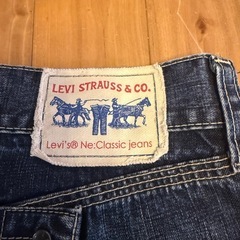 LEVI STRAUSS & CO.
Levi's® Ne:Classic jeans